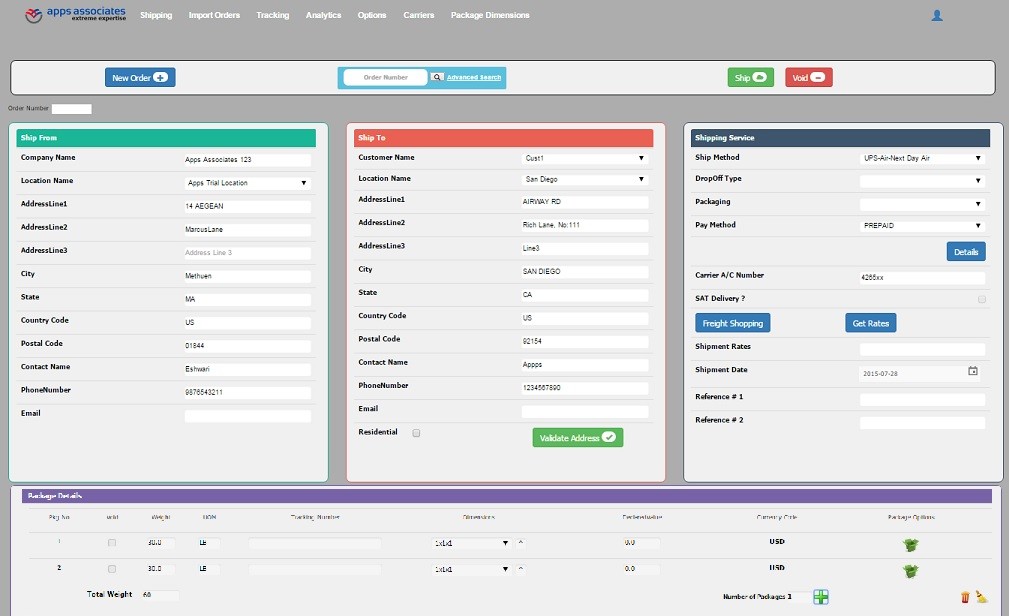 apps associates
extreme expertise
Shipping Import Orders Tracking Analytics Options Carriers Package Dimensions
New Order Order Number Advanced Search Ship Void
Order Number
Ship From
Company Name Apps Associates 123
Location Name Apps Trial Location
AddressLine1 14 AEGEAN
AddressLine2 MarcusLane
AddressLine3 Address Line 3
City Methuen
State MA
Country Code US
Postal Code 01844
Contact Name Eshwari
PhoneNumber 9876543211
Email
Ship To
Customer Name Cust1
Location Name San Diego
AddressLine1 AIRWAY RD
AddressLine2 Rich Lane, No:111
AddressLine3 Line3
City SAN DIEGO
State CA
Country Code US
Postal Code 92154
Contact Name Appps
PhoneNumber 1234567890
Email
Residential Validate Address
Shipping Service
Ship Method UPS-Air-Next Day Air
DropOff Type
Packaging
Pay Method PREPAID
Details
Carrier A/C Number 4265xx
SAT Delivery ?
Freight Shopping Get Rates
Shipment Rates
Shipment Date 2015-07-28
Reference # 1
Reference # 2
Package Details
Pkg No Void Weight UOM Tracking Number Dimensions DeclaredValue Currency Code Package Options
1 30.0 LB 1x1x1 0.0 USD
2 30.0 LB 1x1x1 0.0 USD
Total Weight 60 Number of Packages 1